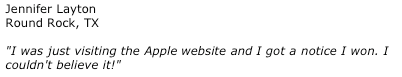 Jennifer Layton
Round Rock, TX
"I was just visiting the Apple website and I got a notice I won. I
couldn't believe it!"